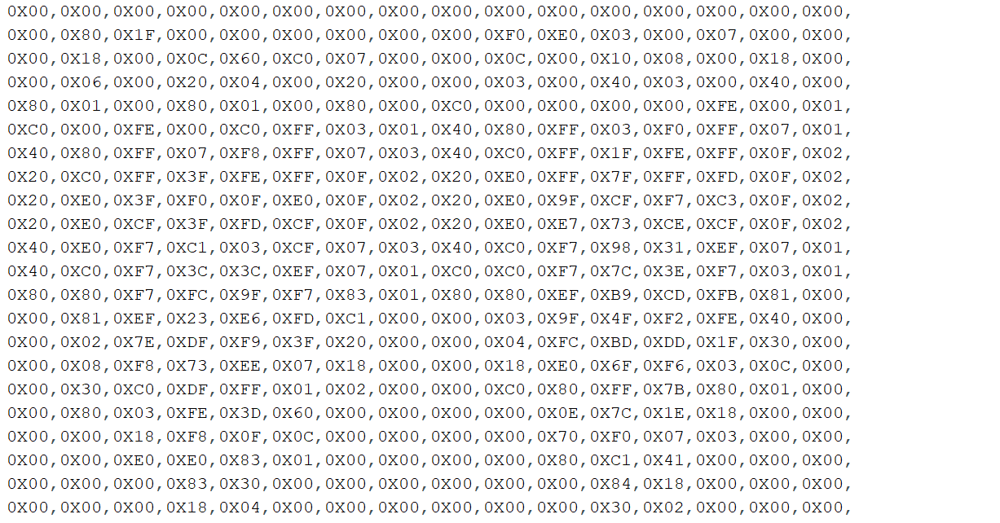 0X00,0X00,0X00,0X00,0X00,0X00,0X00,0X00,0X00,0X00,0X00,0X00,0X00,0X00,0X00,0X00,
0X00,0X80,0X1F,0X00,0X00,0X00,0X00,0X00,0X00,0XF0,0XE0,0X03,0X00,0X07,0X00,0X00,
0X00,0X18,0X00,0X0C,0X60,0XC0,0X07,0X00,0X00,0X0C,0X00,0X10,0X08,0X00,0X18,0X00,
0X00,0X06,0X00,0X20,0X04,0X00,0X20,0X00,0X00,0X03,0X00,0X40,0X03,0X00,0X40,0X00,
0X80,0X01,0X00,0X80,0X01,0X00,0X80,0X00,0XC0,0X00,0X00,0X00,0X00,0XFE,0X00,0X01,
0XC0,0X00,0XFE,0X00,0XC0,0XFF,0X03,0X01,0X40,0X80,0XFF,0X03,0XF0,0XFF,0X07,0X01,
0X40,0X80,0XFF,0X07,0XF8,0XFF,0X07,0X03,0X40,0XC0,0XFF,0X1F,0XFE,0XFF,0X0F,0X02,
0X20,0XC0,0XFF,0X3F,0XFE,0XFF,0X0F,0X02,0X20,0XE0,0XFF,0X7F,0XFF,0XFD,0X0F,0X02,
0X20,0XE0,0X3F,0XF0,0X0F,0XE0,0X0F,0X02,0X20,0XE0,0X9F,0XCF,0XF7,0XC3,0X0F,0X02,
0X20,0XE0,0XCF,0X3F,0XFD,0XCF,0X0F,0X02,0X20,0XE0,0XE7,0X73,0XCE,0XCF,0X0F,0X02,
0X40,0XE0,0XF7,0XC1,0X03,0XCF,0X07,0X03,0X40,0XC0,0XF7,0X98,0X31,0XEF,0X07,0X01,
0X40,0XC0,0XF7,0X3C,0X3C,0XEF,0X07,0X01,0XC0,0XC0,0XF7,0X7C,0X3E,0XF7,0X03,0X01,
0X80,0X80,0XF7,0XFC,0X9F,0XF7,0X83,0X01,0X80,0X80,0XEF,0XB9,0XCD,0XFB,0X81,0X00,
0X00,0X81,0XEF,0X23,0XE6,0XFD,0XC1,0X00,0X00,0X03,0X9F,0X4F,0XF2,0XFE,0X40,0X00,
0X00,0X02,0X7E,0XDF,0XF9,0X3F,0X20,0X00,0X00,0X04,0XFC,0XBD,0XDD,0X1F,0X30,0X00,
0X00,0X08,0XF8,0X73,0XEE,0X07,0X18,0X00,0X00,0X18,0XE0,0X6F,0XF6,0X03,0X0C,0X00,
0X00,0X30,0XC0,0XDF,0XFF,0X01,0X02,0X00,0X00,0XC0,0X80,0XFF,0X7B,0X80,0X01,0X00,
0X00,0X80,0X03,0XFE,0X3D,0X60,0X00,0X00,0X00,0X00,0X0E,0X7C,0X1E,0X18,0X00,0X00,
0X00,0X00,0X18,0XF8,0X0F,0X0C,0X00,0X00,0X00,0X00,0X70,0XF0,0X07,0X03,0X00,0X00,
0X00,0X00,0XE0,0XE0,0X83,0X01,0X00,0X00,0X00,0X00,0X80,0XC1,0X41,0X00,0X00,0X00,
0X00,0X00,0X00,0X83,0X30,0X00,0X00,0X00,0X00,0X00,0X00,0X84,0X18,0X00,0X00,0X00,
0X00,0X00,0X00,0X18,0X04,0X00,0X00,0X00,0X00,0X00,0X00,0X30,0X02,0X00,0X00,0X00,